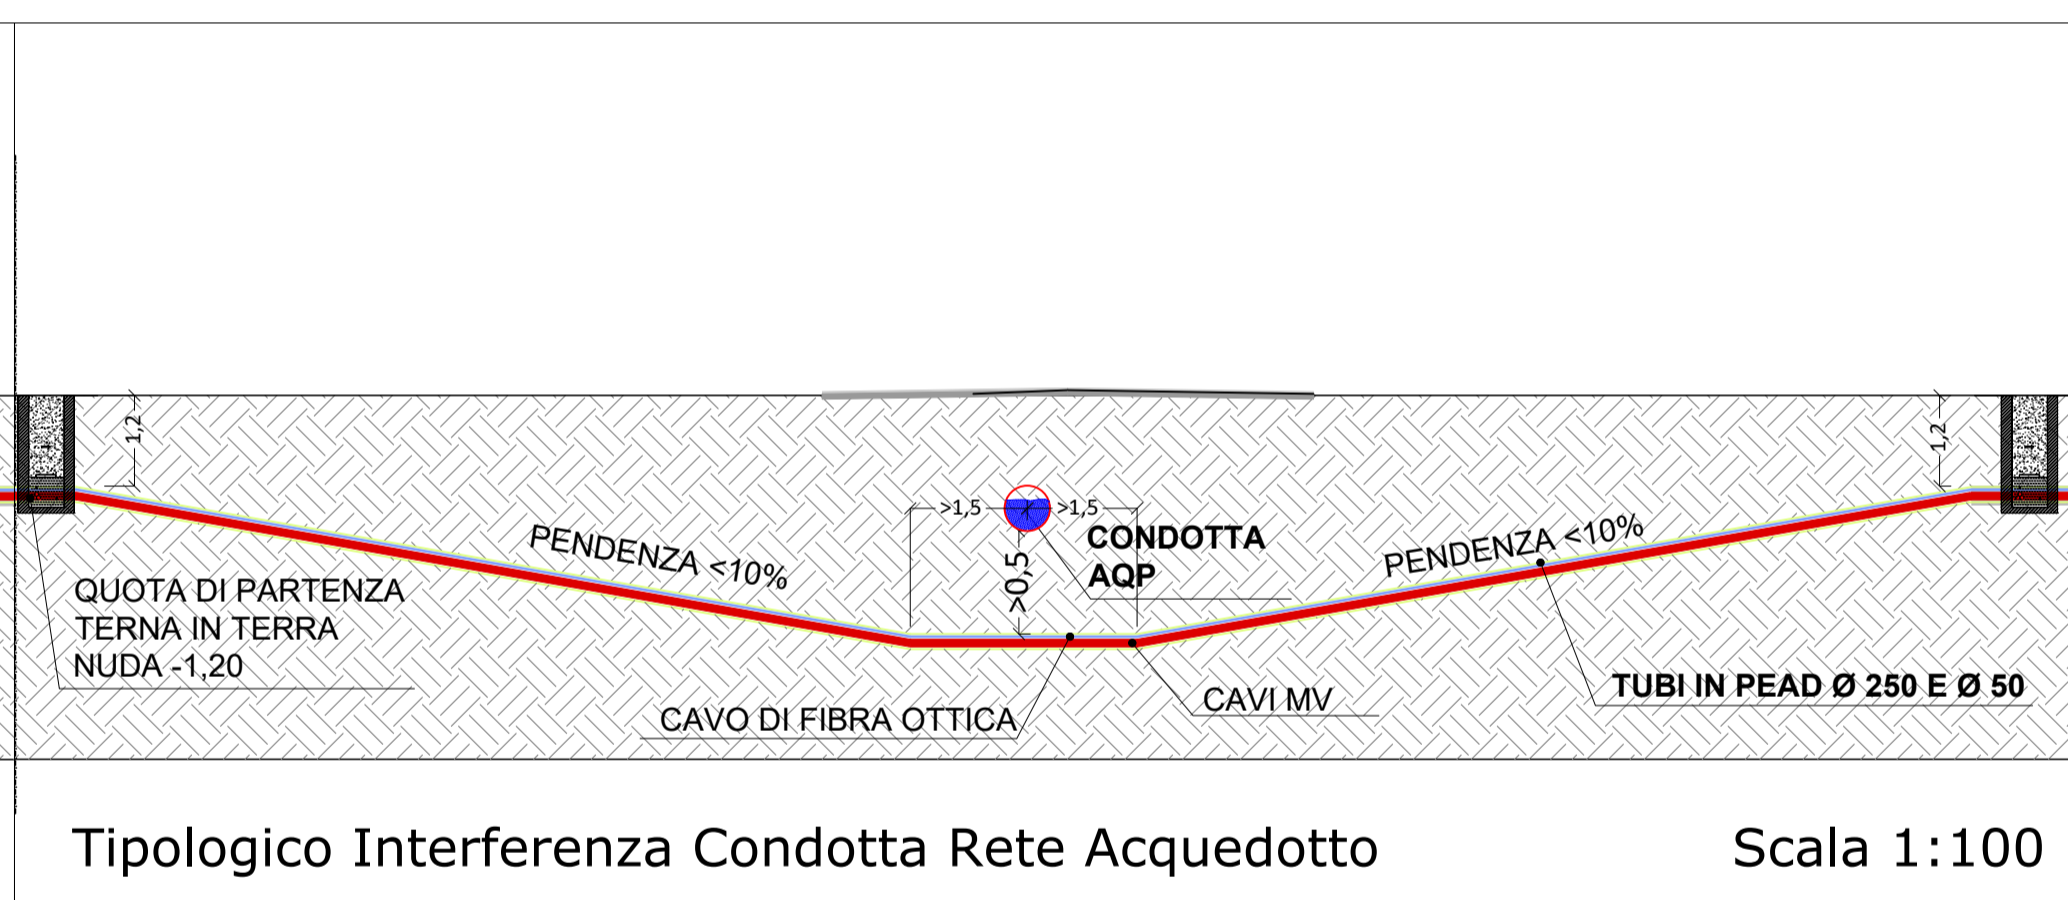 1,2
1,2
>1,5
>1,5
>0,5
CONDOTTA
AQP
PENDENZA <10%
PENDENZA <10%
QUOTA DI PARTENZA
TERNA IN TERRA
NUDA -1,20
CAVO DI FIBRA OTTICA
CAVI MV
TUBI IN PEAD Ø 250 E Ø 50
Tipologico Interferenza Condotta Rete Acquedotto
Scala 1:100